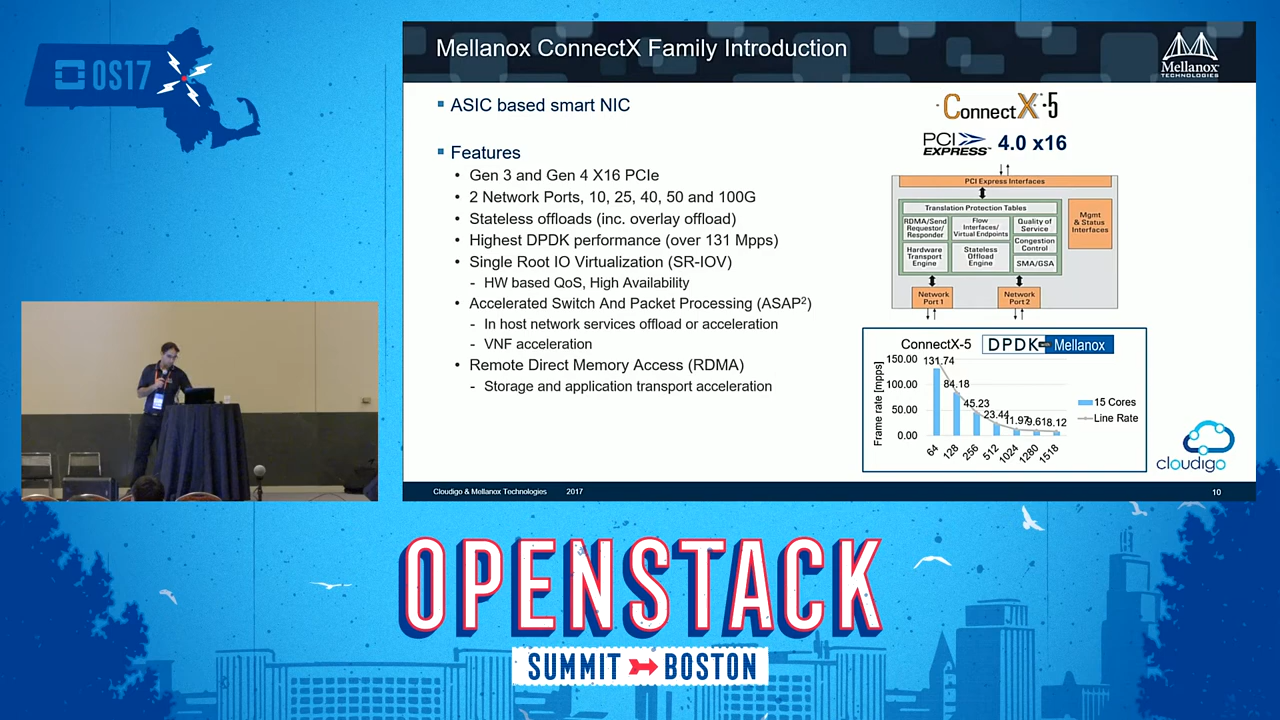 OS17
Mellanox ConnectX Family Introduction
Mellanox
TECHNOLOGIES
▪ ASIC based smart NIC
▪ Features
• Gen 3 and Gen 4 X16 PCIe
• 2 Network Ports, 10, 25, 40, 50 and 100G
• Stateless offloads (inc. overlay offload)
• Highest DPDK performance (over 131 Mpps)
• Single Root IO Virtualization (SR-IOV)
- HW based QoS, High Availability
• Accelerated Switch And Packet Processing (ASAP²)
- In host network services offload or acceleration
- VNF acceleration
• Remote Direct Memory Access (RDMA)
- Storage and application transport acceleration
ConnectX-5
PCI EXPRESS™ 4.0 x16
PCI Express Interfaces
Translation Protection Tables
RDMA/Send
Requestor/
Responder
Flow
Interfaces/
Virtual Endpoints
Quality of
Service
Congestion
Control
Hardware
Transport
Engine
Stateless
Offload
Engine
SMA/GSA
Mgmt
& Status
Interfaces
Network
Port 1
Network
Port 2
ConnectX-5
DPDK Mellanox
Frame rate [mpps]
150.00
100.00
50.00
0.00
131.74
84.18
45.23
23.44
11.97
9.61
8.12
64
128
256
512
1024
1280
1518
15 Cores
Line Rate
cloudigo
Cloudigo & Mellanox Technologies 2017
10
OPENSTACK
SUMMIT BOSTON